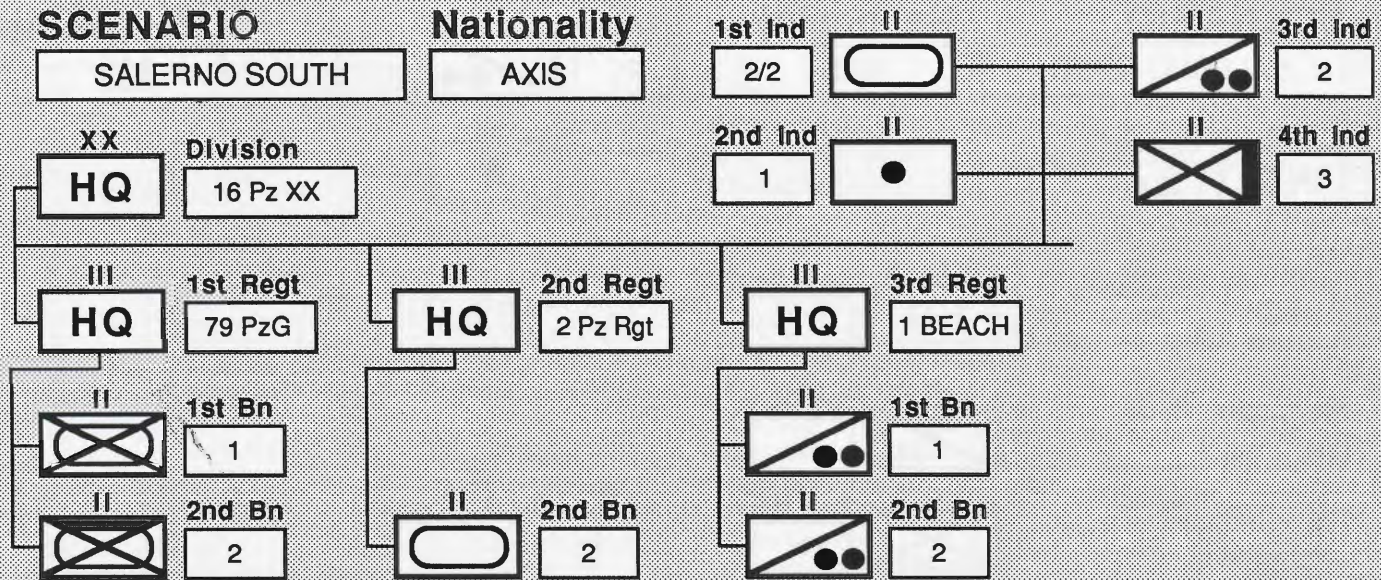 SCENARIO Nationality 1st Ind II II 3rd Ind
SALERNO SOUTH AXIS 2/2 2
XX Division 2nd Ind II II 4th Ind
HQ 16 Pz XX 1 3
III 1st Regt III 2nd Regt III 3rd Regt
HQ 79 PzG HQ 2 Pz Rgt HQ 1 BEACH
II 1st Bn II 1st Bn
1 1
II 2nd Bn II 2nd Bn II 2nd Bn
2 2 2